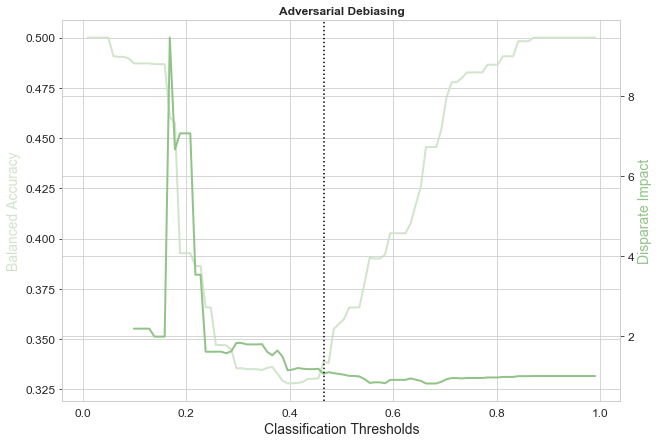 Adversarial Debiasing
0.500
0.475
0.450
0.425
0.400
0.375
0.350
0.325
Balanced Accuracy
8
6
4
2
Disparate Impact
0.0 0.2 0.4 0.6 0.8 1.0
Classification Thresholds